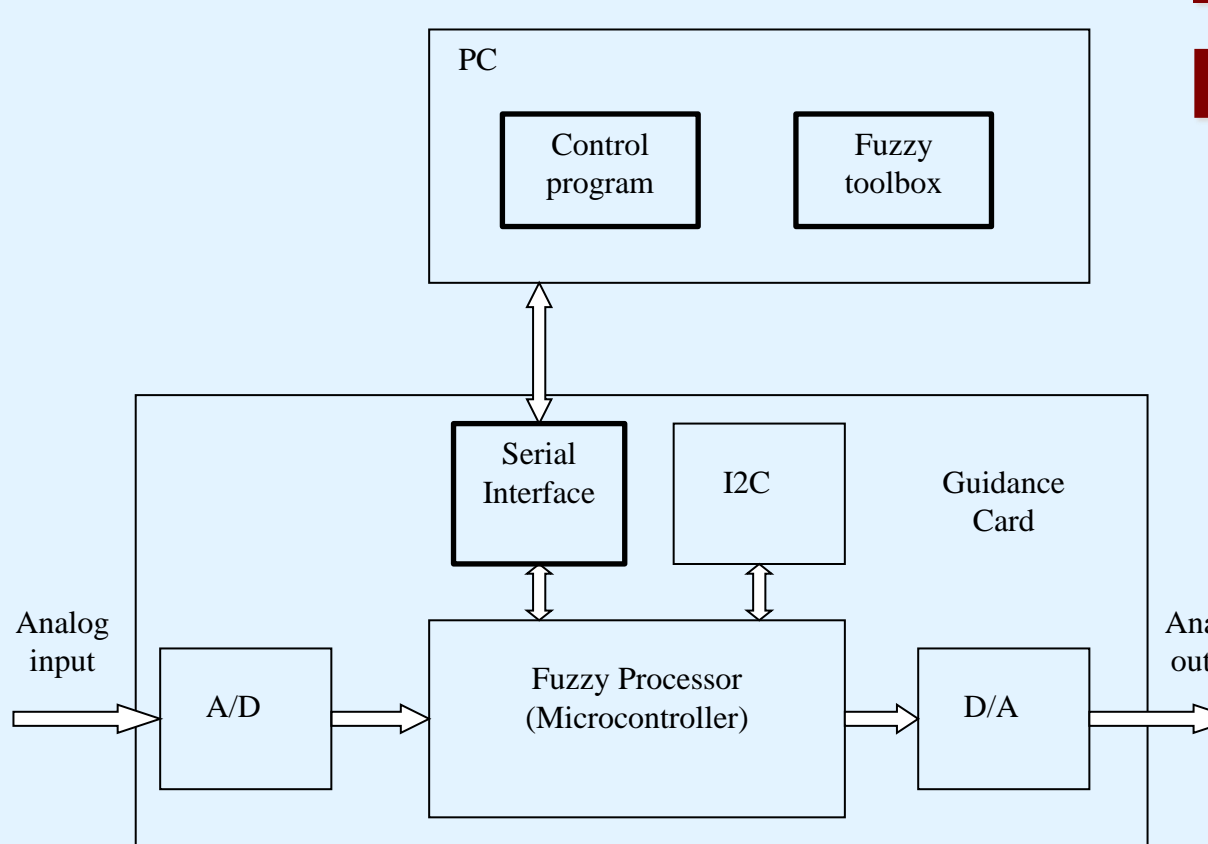 PC
Control
program
Fuzzy
toolbox
Serial
Interface
I2C
Guidance
Card
Analog
input
A/D
Fuzzy Processor
(Microcontroller)
D/A